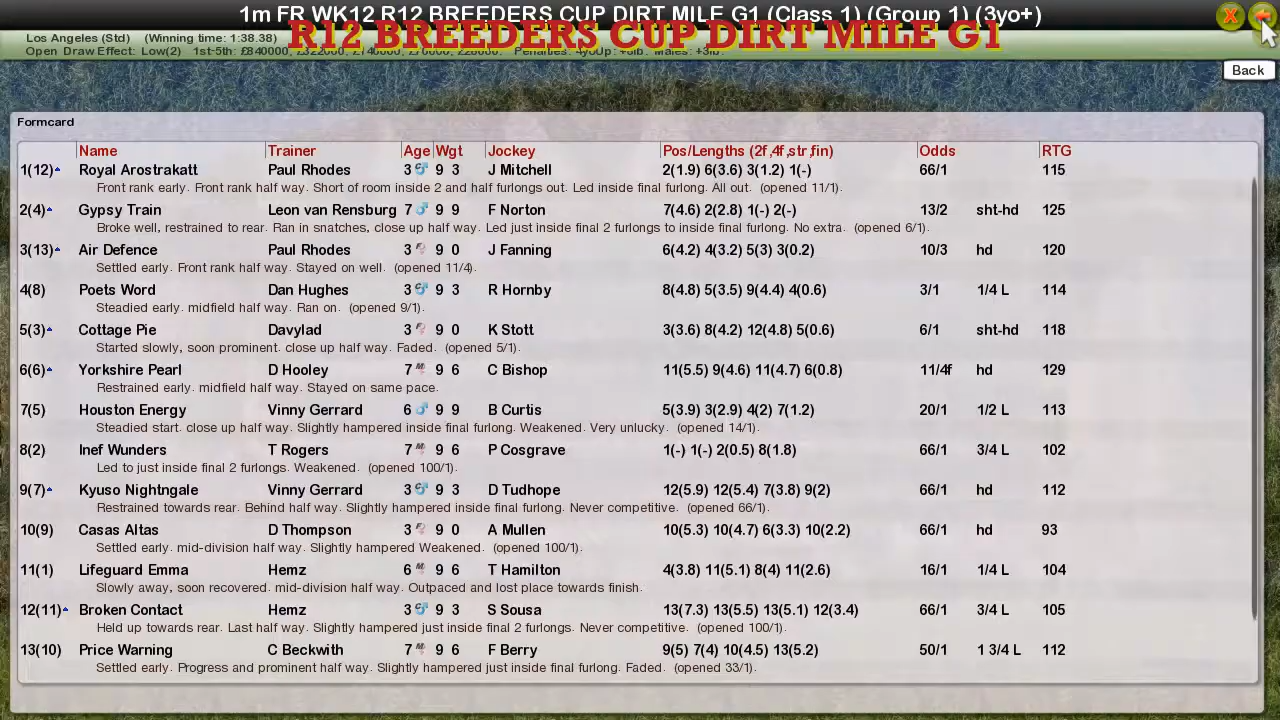 1m FR WK12 R12 BREEDERS CUP DIRT MILE G1 (Class 1) (Group 1) (3yo+)
R12 BREEDERS CUP DIRT MILE G1
Los Angeles (Std) (Winning time: 1:38.38)
Open Draw Effect: Low(2) 1st-5th: £840000,
Back
Formcard
Name Trainer Age Wgt Jockey Pos/Lengths (2f,4f,str,fin) Odds RTG
1(12) Royal Arostrakatt Paul Rhodes 3 9 3 J Mitchell 2(1.9) 6(3.6) 3(1.2) 1(-) 66/1 115
Front rank early. Front rank half way. Short of room inside 2 and half furlongs out. Led inside final furlong. All out. (opened 11/1).
2(4) Gypsy Train Leon van Rensburg 7 9 9 F Norton 7(4.6) 2(2.8) 1(-) 2(-) 13/2 sht-hd 125
Broke well, restrained to rear. Ran in snatches, close up half way. Led just inside final 2 furlongs to inside final furlong. No extra. (opened 6/1).
3(13) Air Defence Paul Rhodes 3 9 0 J Fanning 6(4.2) 4(3.2) 5(3) 3(0.2) 10/3 hd 120
Settled early. Front rank half way. Stayed on well. (opened 11/4).
4(8) Poets Word Dan Hughes 3 9 3 R Hornby 8(4.8) 5(3.5) 9(4.4) 4(0.6) 3/1 1/4 L 114
Steadied early. midfield half way. Ran on. (opened 9/1).
5(3) Cottage Pie Davylad 3 9 0 K Stott 3(3.6) 8(4.2) 12(4.8) 5(0.6) 6/1 sht-hd 118
Started slowly, soon prominent. close up half way. Faded. (opened 5/1).
6(6) Yorkshire Pearl D Hooley 7 9 6 C Bishop 11(5.5) 9(4.6) 11(4.7) 6(0.8) 11/4f hd 129
Restrained early. midfield half way. Stayed on same pace.
7(5) Houston Energy Vinny Gerrard 6 9 9 B Curtis 5(3.9) 3(2.9) 4(2) 7(1.2) 20/1 1/2 L 113
Steadied start. close up half way. Slightly hampered inside final furlong. Weakened. Very unlucky. (opened 14/1).
8(2) Inef Wunders T Rogers 7 9 6 P Cosgrave 1(-) 1(-) 2(0.5) 8(1.8) 66/1 3/4 L 102
Led to just inside final 2 furlongs. Weakened. (opened 100/1).
9(7) Kyuso Nightngale Vinny Gerrard 3 9 3 D Tudhope 12(5.9) 12(5.4) 7(3.8) 9(2) 66/1 hd 112
Restrained towards rear. Behind half way. Slightly hampered inside final furlong. Never competitive. (opened 66/1).
10(9) Casas Altas D Thompson 3 9 0 A Mullen 10(5.3) 10(4.7) 6(3.3) 10(2.2) 66/1 hd 93
Settled early. mid-division half way. Slightly hampered Weakened. (opened 100/1).
11(1) Lifeguard Emma Hemz 6 9 6 T Hamilton 4(3.8) 11(5.1) 8(4) 11(2.6) 16/1 1/4 L 104
Slowly away, soon recovered. mid-division half way. Outpaced and lost place towards finish.
12(11) Broken Contact Hemz 3 9 3 S Sousa 13(7.3) 13(5.5) 13(5.1) 12(3.4) 66/1 3/4 L 105
Held up towards rear. Last half way. Slightly hampered just inside final 2 furlongs. Never competitive. (opened 100/1).
13(10) Price Warning C Beckwith 7 9 6 F Berry 9(5) 7(4) 10(4.5) 13(5.2) 50/1 1 3/4 L 112
Settled early. Progress and prominent half way. Slightly hampered just inside final furlong. Faded. (opened 33/1).